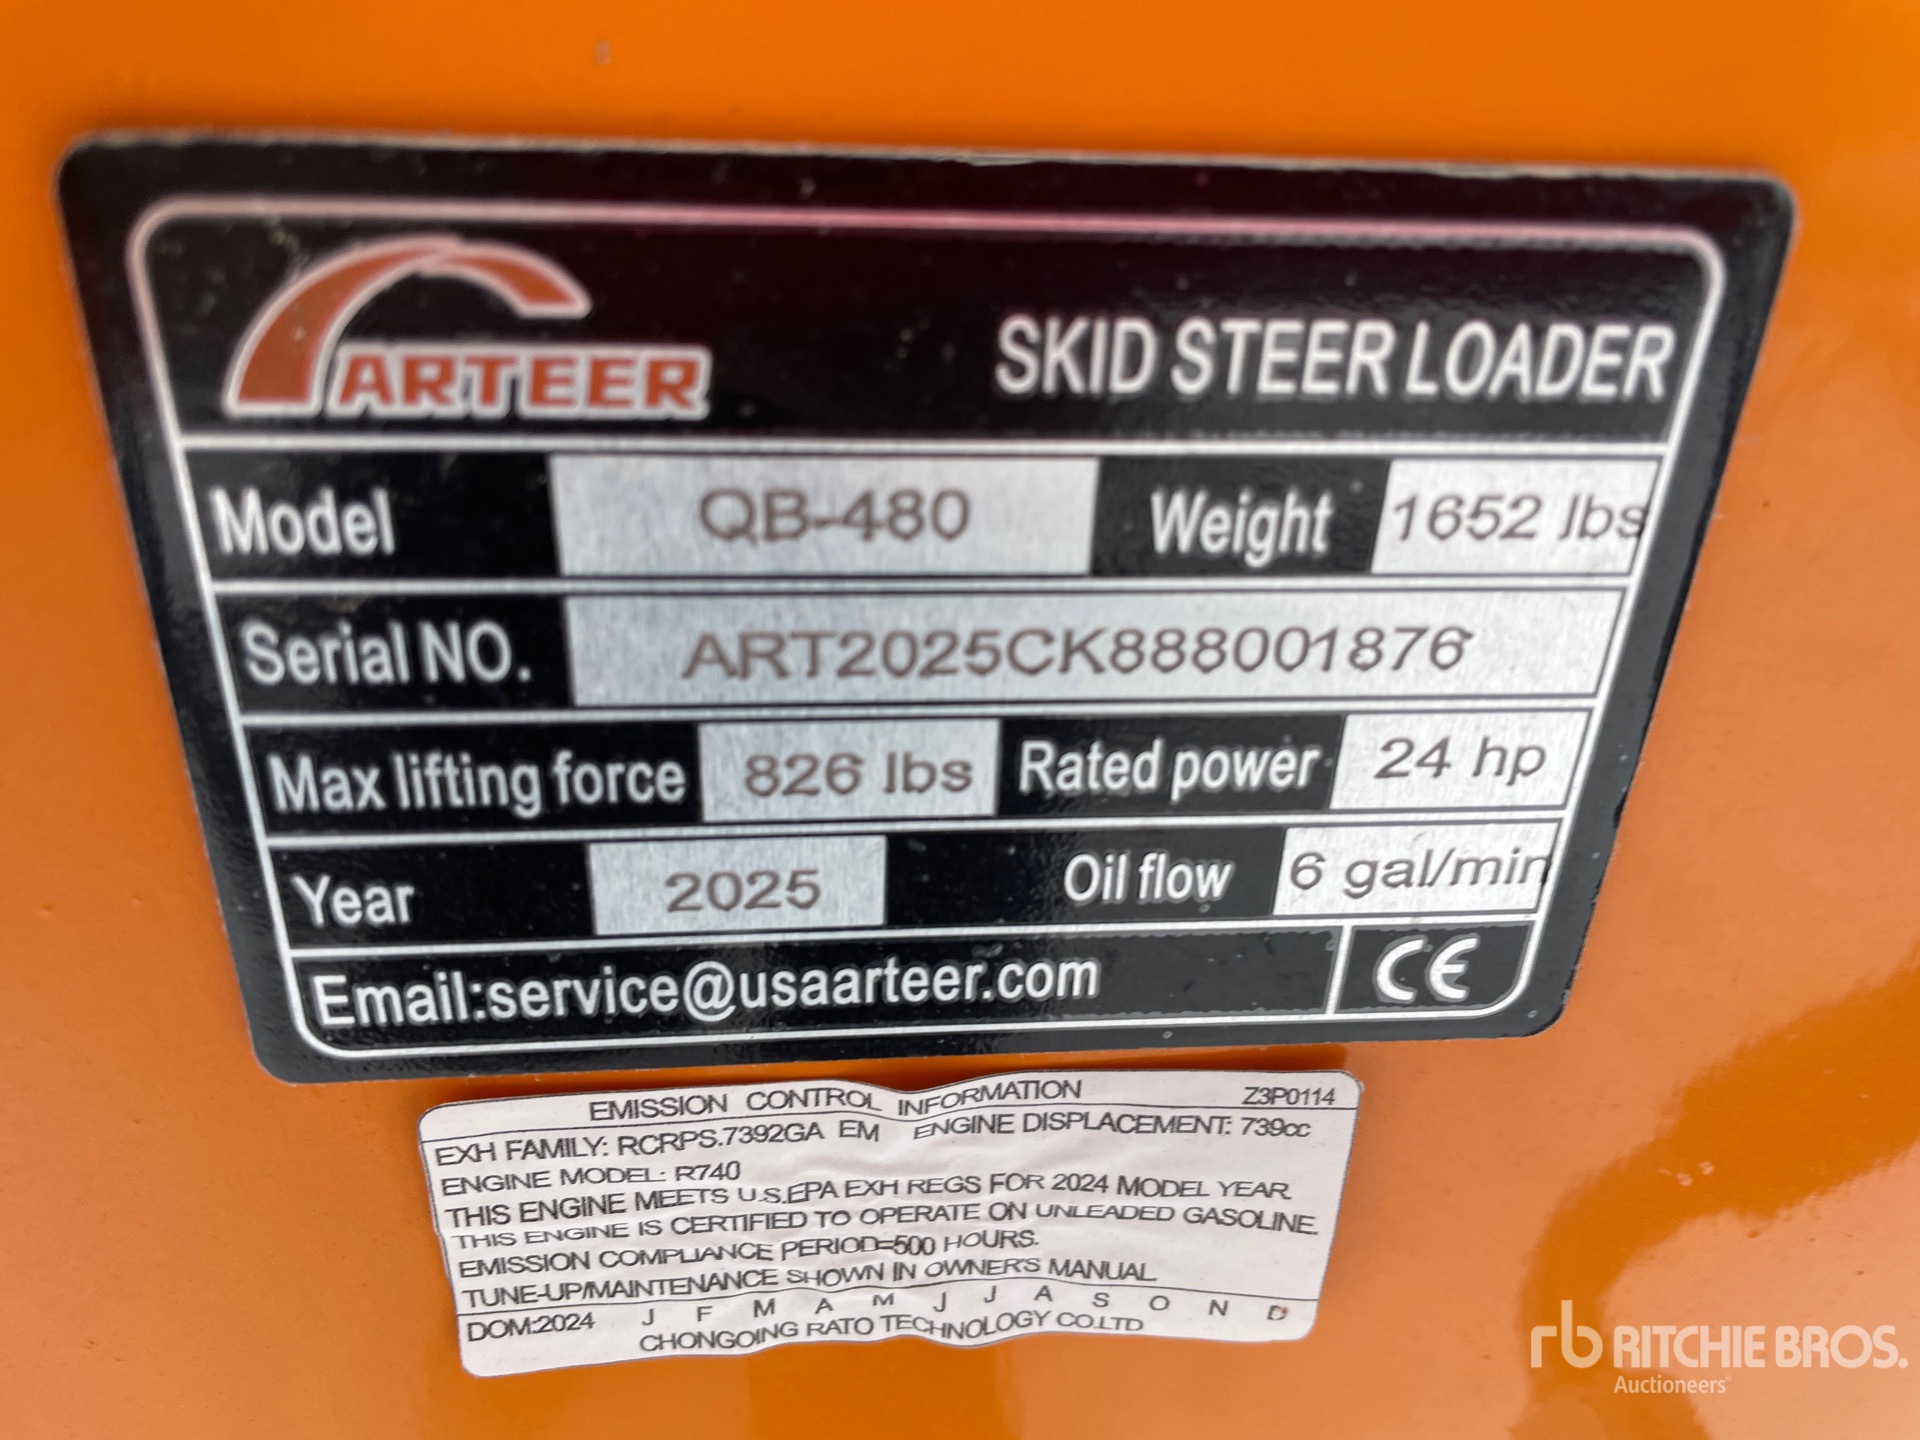 ARTEER
SKID STEER LOADER
Model QB-480 Weight 1652 lbs
Serial NO. ART2025CK888001876
Max lifting force 826 lbs Rated power 24 hp
Year 2025 Oil flow 6 gal/min
Email:service@usaarteer.com CE
EMISSION CONTROL INFORMATION Z3P0114
EXH FAMILY: RCRPS.7392GA EM ENGINE DISPLACEMENT: 739cc
ENGINE MODEL: R740
THIS ENGINE MEETS U.S.EPA EXH REGS FOR 2024 MODEL YEAR.
THIS ENGINE IS CERTIFIED TO OPERATE ON UNLEADED GASOLINE.
EMISSION COMPLIANCE PERIOD=500 HOURS.
TUNE-UP/MAINTENANCE SHOWN IN OWNER'S MANUAL
DOM:2024 J F M A M J J A S O N D
CHONGQING RATO TECHNOLOGY CO.LTD
rb RITCHIE BROS.
Auctioneers